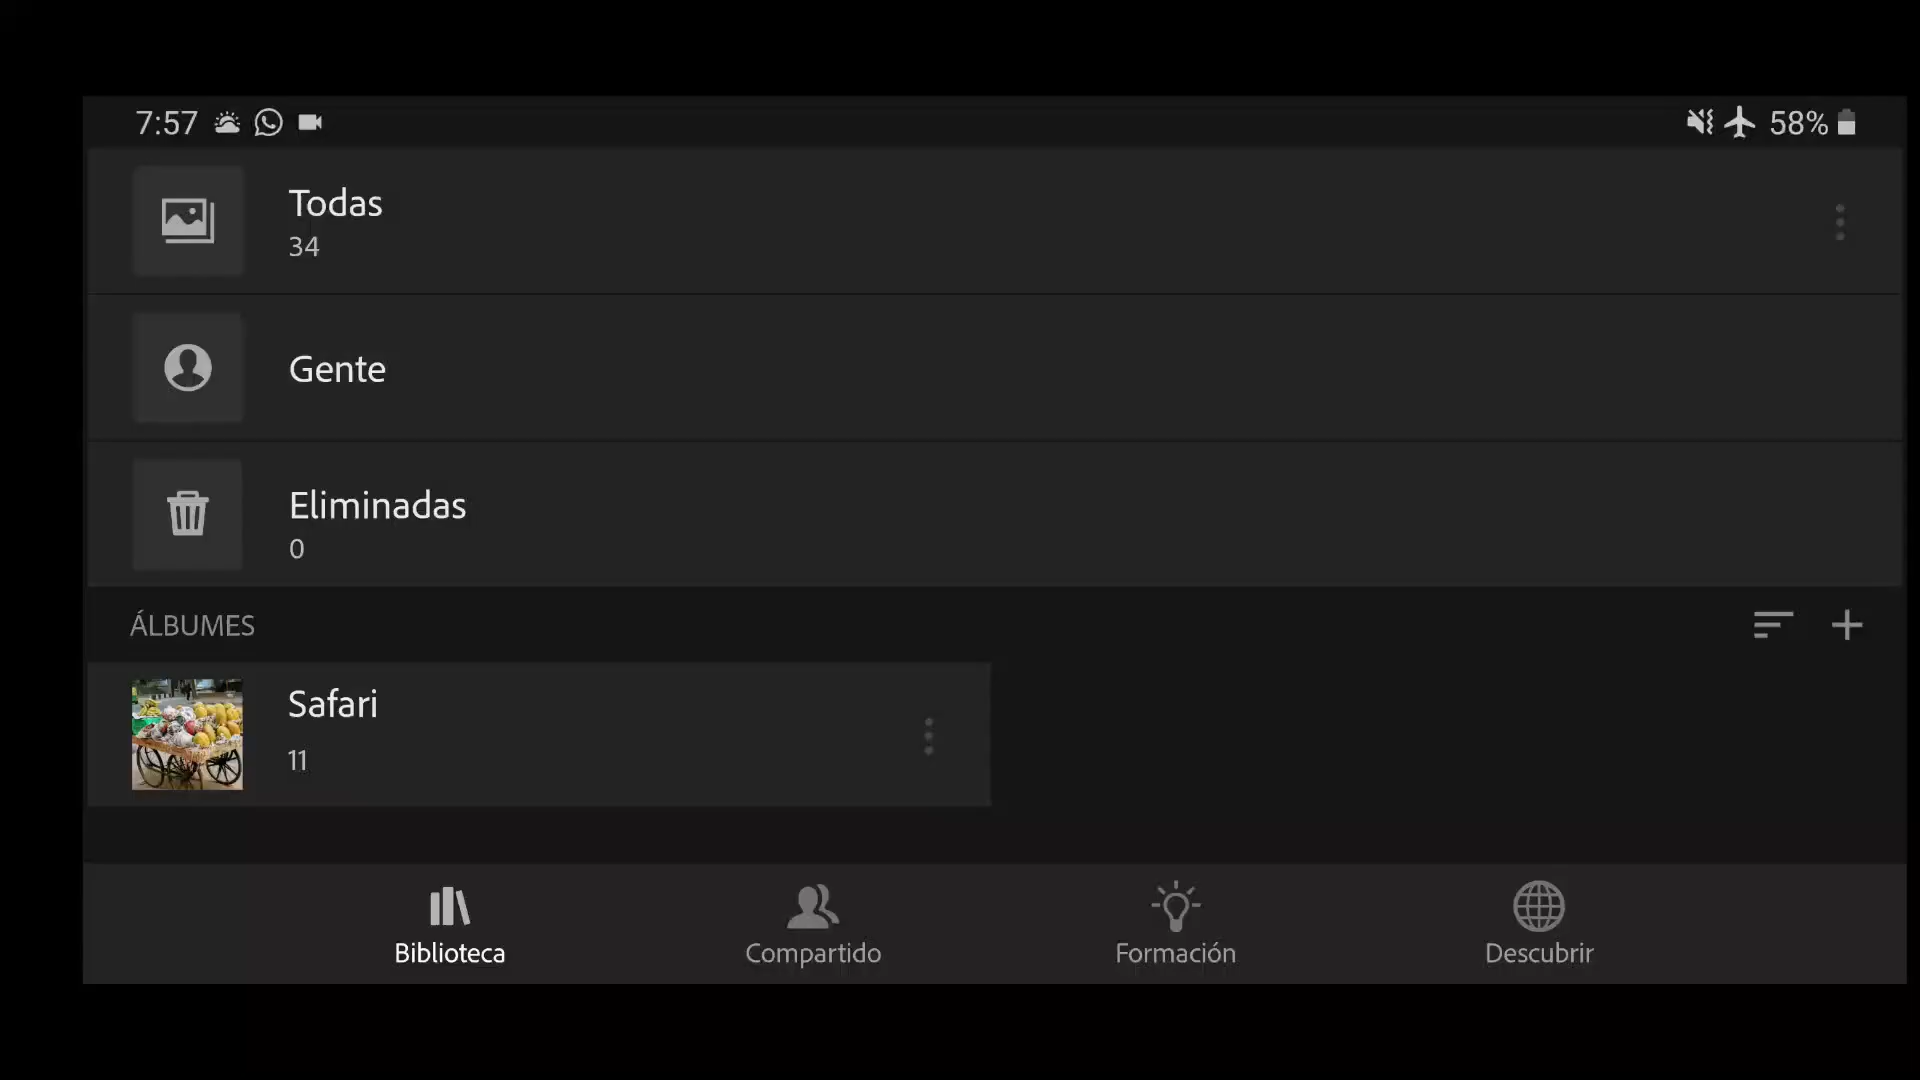 7:57 58%
Todas
34
Gente
Eliminadas
0
ÁLBUMES
Safari
11
Biblioteca Compartido Formación Descubrir